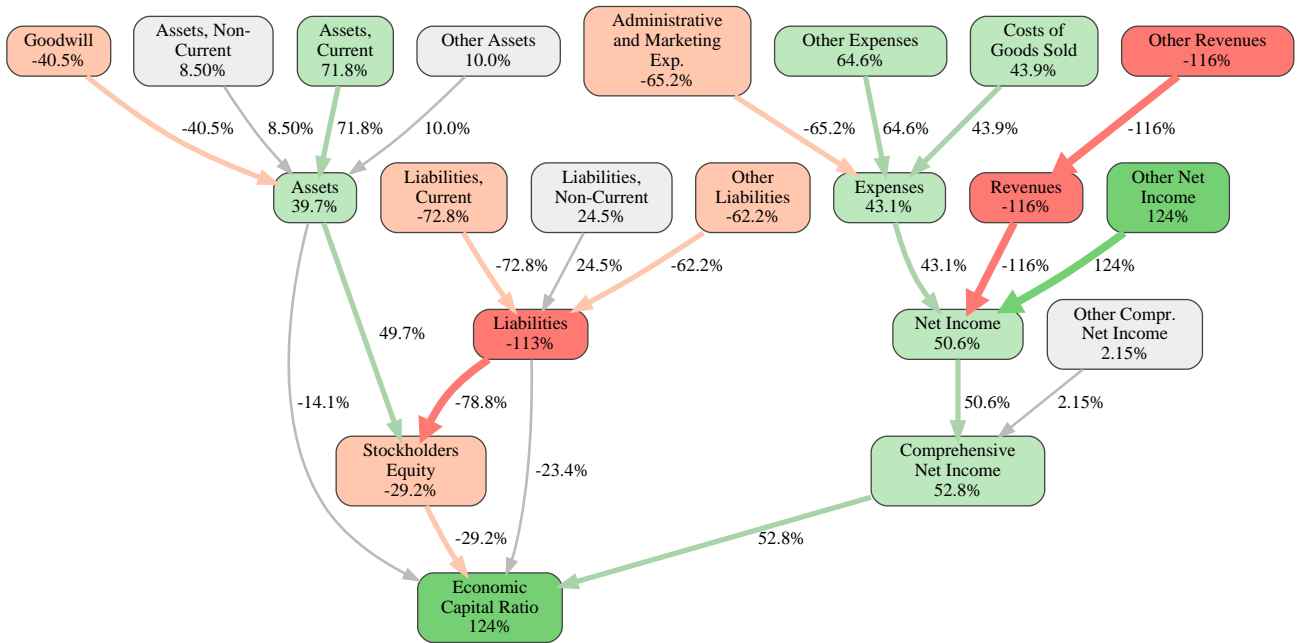 Goodwill
-40.5%
Assets, Non-
Current
8.50%
Assets,
Current
71.8%
Other Assets
10.0%
Administrative
and Marketing
Exp.
-65.2%
Other Expenses
64.6%
Costs of
Goods Sold
43.9%
Other Revenues
-116%
-40.5%
8.50%
71.8%
10.0%
-65.2%
64.6%
43.9%
-116%
Assets
39.7%
Liabilities,
Current
-72.8%
Liabilities,
Non-Current
24.5%
Other
Liabilities
-62.2%
Expenses
43.1%
Revenues
-116%
Other Net
Income
124%
-72.8%
24.5%
-62.2%
43.1%
-116%
124%
49.7%
Liabilities
-113%
Net Income
50.6%
Other Compr.
Net Income
2.15%
-14.1%
-78.8%
50.6%
2.15%
Stockholders
Equity
-29.2%
-23.4%
Comprehensive
Net Income
52.8%
-29.2%
52.8%
Economic
Capital Ratio
124%